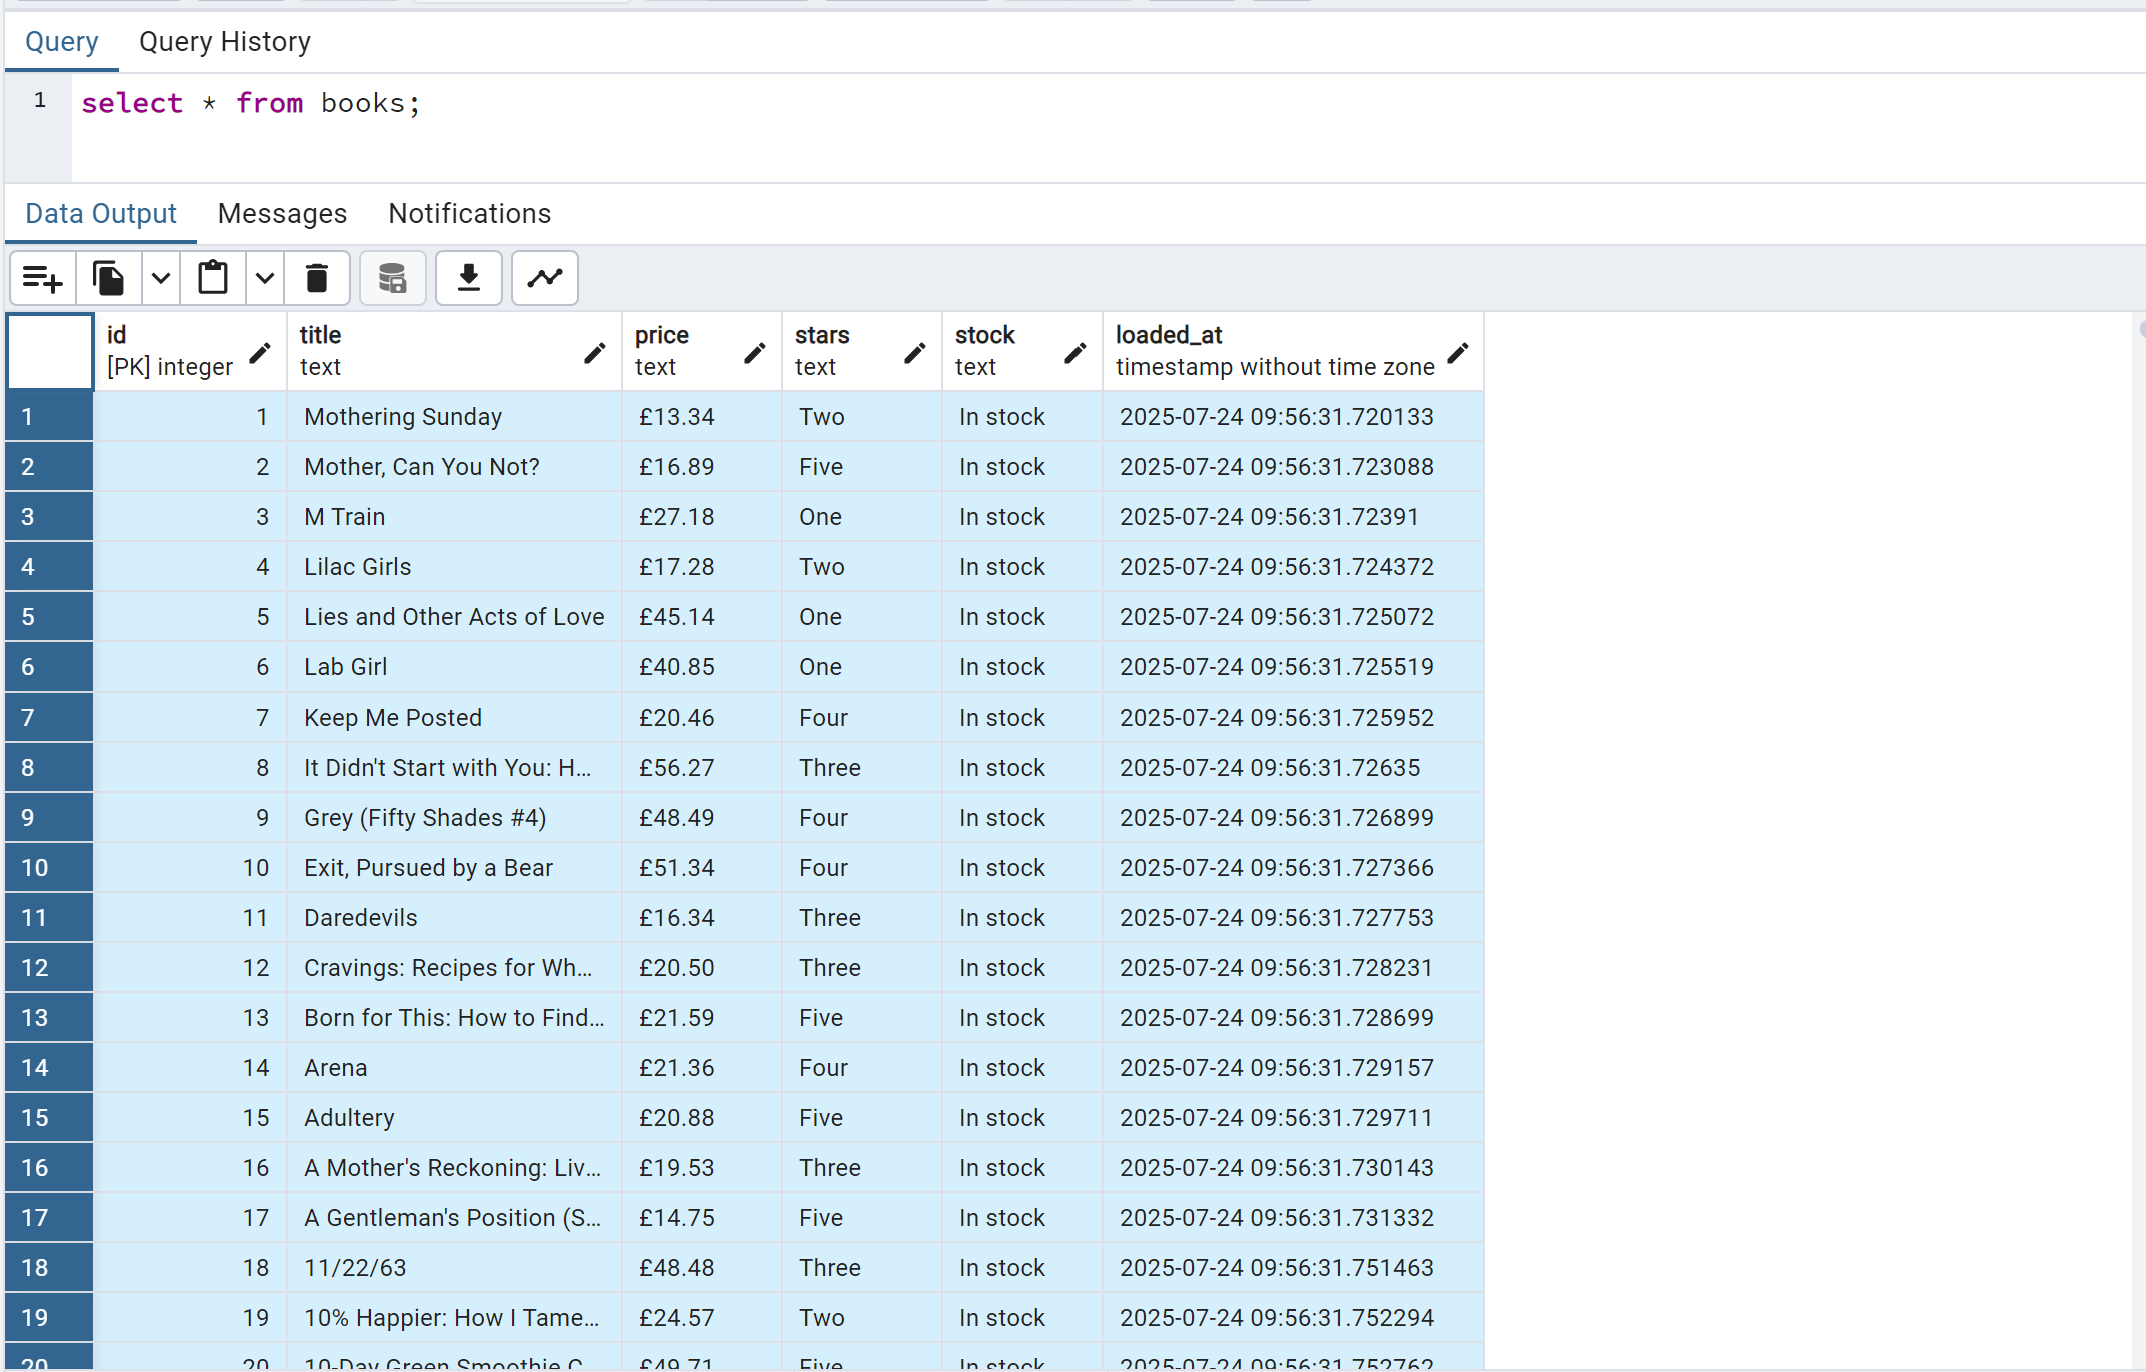 Query Query History
1 select * from books;
Data Output Messages Notifications
id title price stars stock loaded_at
[PK] integer text text text text timestamp without time zone
1 1 Mothering Sunday £13.34 Two In stock 2025-07-24 09:56:31.720133
2 2 Mother, Can You Not? £16.89 Five In stock 2025-07-24 09:56:31.723088
3 3 M Train £27.18 One In stock 2025-07-24 09:56:31.72391
4 4 Lilac Girls £17.28 Two In stock 2025-07-24 09:56:31.724372
5 5 Lies and Other Acts of Love £45.14 One In stock 2025-07-24 09:56:31.725072
6 6 Lab Girl £40.85 One In stock 2025-07-24 09:56:31.725519
7 7 Keep Me Posted £20.46 Four In stock 2025-07-24 09:56:31.725952
8 8 It Didn't Start with You: H... £56.27 Three In stock 2025-07-24 09:56:31.72635
9 9 Grey (Fifty Shades #4) £48.49 Four In stock 2025-07-24 09:56:31.726899
10 10 Exit, Pursued by a Bear £51.34 Four In stock 2025-07-24 09:56:31.727366
11 11 Daredevils £16.34 Three In stock 2025-07-24 09:56:31.727753
12 12 Cravings: Recipes for Wh... £20.50 Three In stock 2025-07-24 09:56:31.728231
13 13 Born for This: How to Find... £21.59 Five In stock 2025-07-24 09:56:31.728699
14 14 Arena £21.36 Four In stock 2025-07-24 09:56:31.729157
15 15 Adultery £20.88 Five In stock 2025-07-24 09:56:31.729711
16 16 A Mother's Reckoning: Liv... £19.53 Three In stock 2025-07-24 09:56:31.730143
17 17 A Gentleman's Position (S... £14.75 Five In stock 2025-07-24 09:56:31.731332
18 18 11/22/63 £48.48 Three In stock 2025-07-24 09:56:31.751463
19 19 10% Happier: How I Tame... £24.57 Two In stock 2025-07-24 09:56:31.752294
20 20 10-Day Green Smoothie C... £49.71 Five In stock 2025-07-24 09:56:31.752762